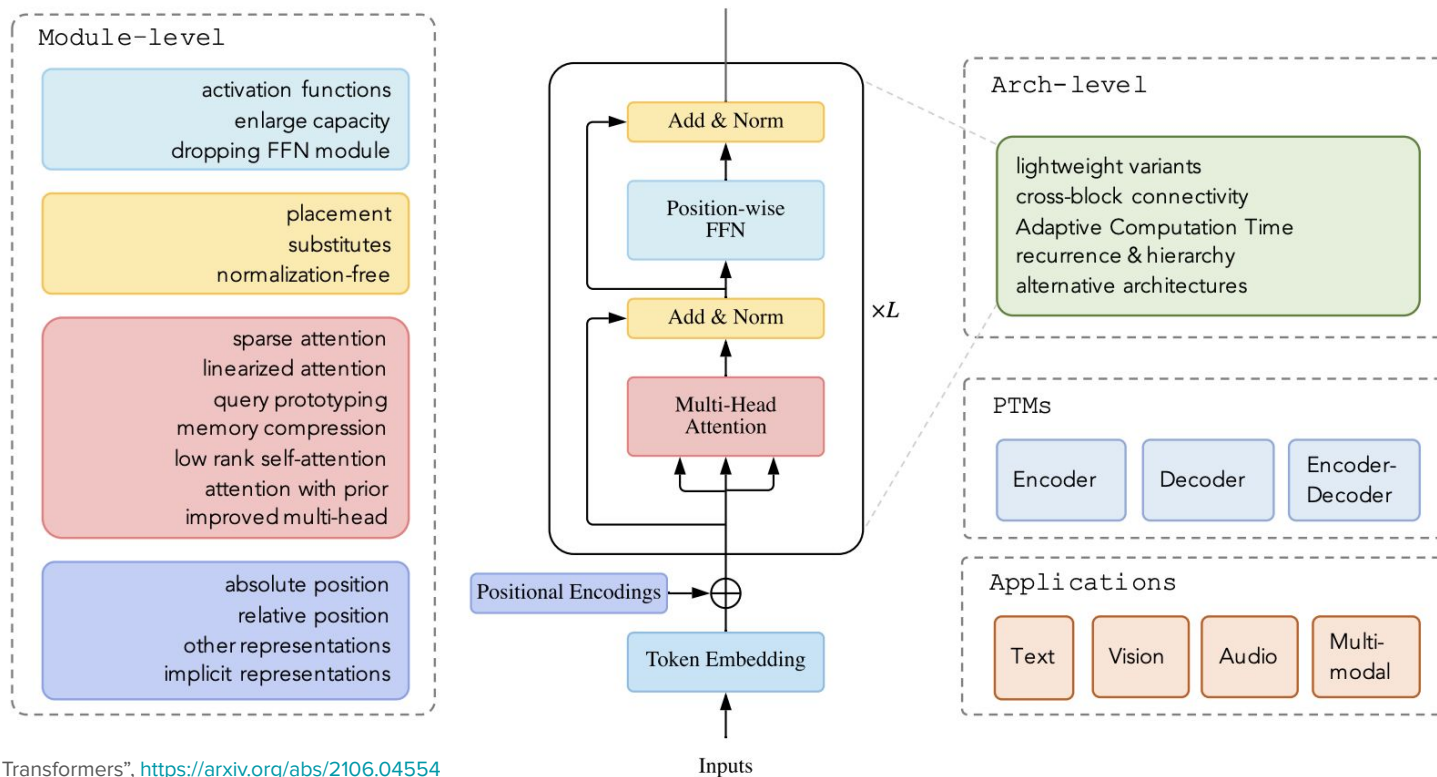 Module-level
activation functions
enlarge capacity
dropping FFN module
placement
substitutes
normalization-free
sparse attention
linearized attention
query prototyping
memory compression
low rank self-attention
attention with prior
improved multi-head
absolute position
relative position
other representations
implicit representations
Add & Norm
Position-wise
FFN
Add & Norm
×L
Multi-Head
Attention
Positional Encodings
Token Embedding
Inputs
Arch-level
lightweight variants
cross-block connectivity
Adaptive Computation Time
recurrence & hierarchy
alternative architectures
PTMs
Encoder
Decoder
Encoder-
Decoder
Applications
Text
Vision
Audio
Multi-
modal
Transformers”, https://arxiv.org/abs/2106.04554